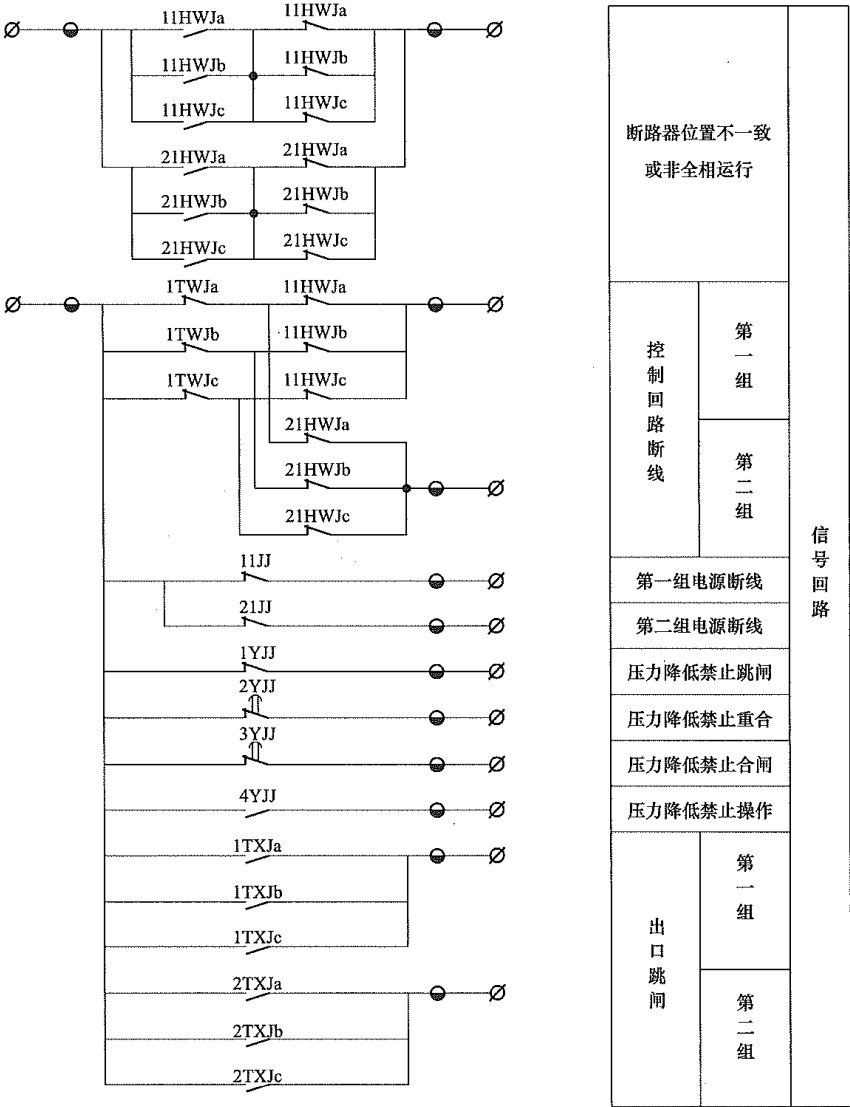 11HWJa 11HWJa
11HWJb 11HWJb
11HWJc 11HWJc
21HWJa 21HWJa
21HWJb 21HWJb
21HWJc 21HWJc
1TWJa 11HWJa
1TWJb 11HWJb
1TWJc 11HWJc
21HWJa
21HWJb
21HWJc
11JJ
21JJ
1YJJ
2YJJ
3YJJ
4YJJ
1TXJa
1TXJb
1TXJc
2TXJa
2TXJb
2TXJc
断路器位置不一致
或非全相运行
控制回路断线
第一组
第二组
第一组电源断线
第二组电源断线
压力降低禁止跳闸
压力降低禁止重合
压力降低禁止合闸
压力降低禁止操作
出口跳闸
第一组
第二组
信号回路